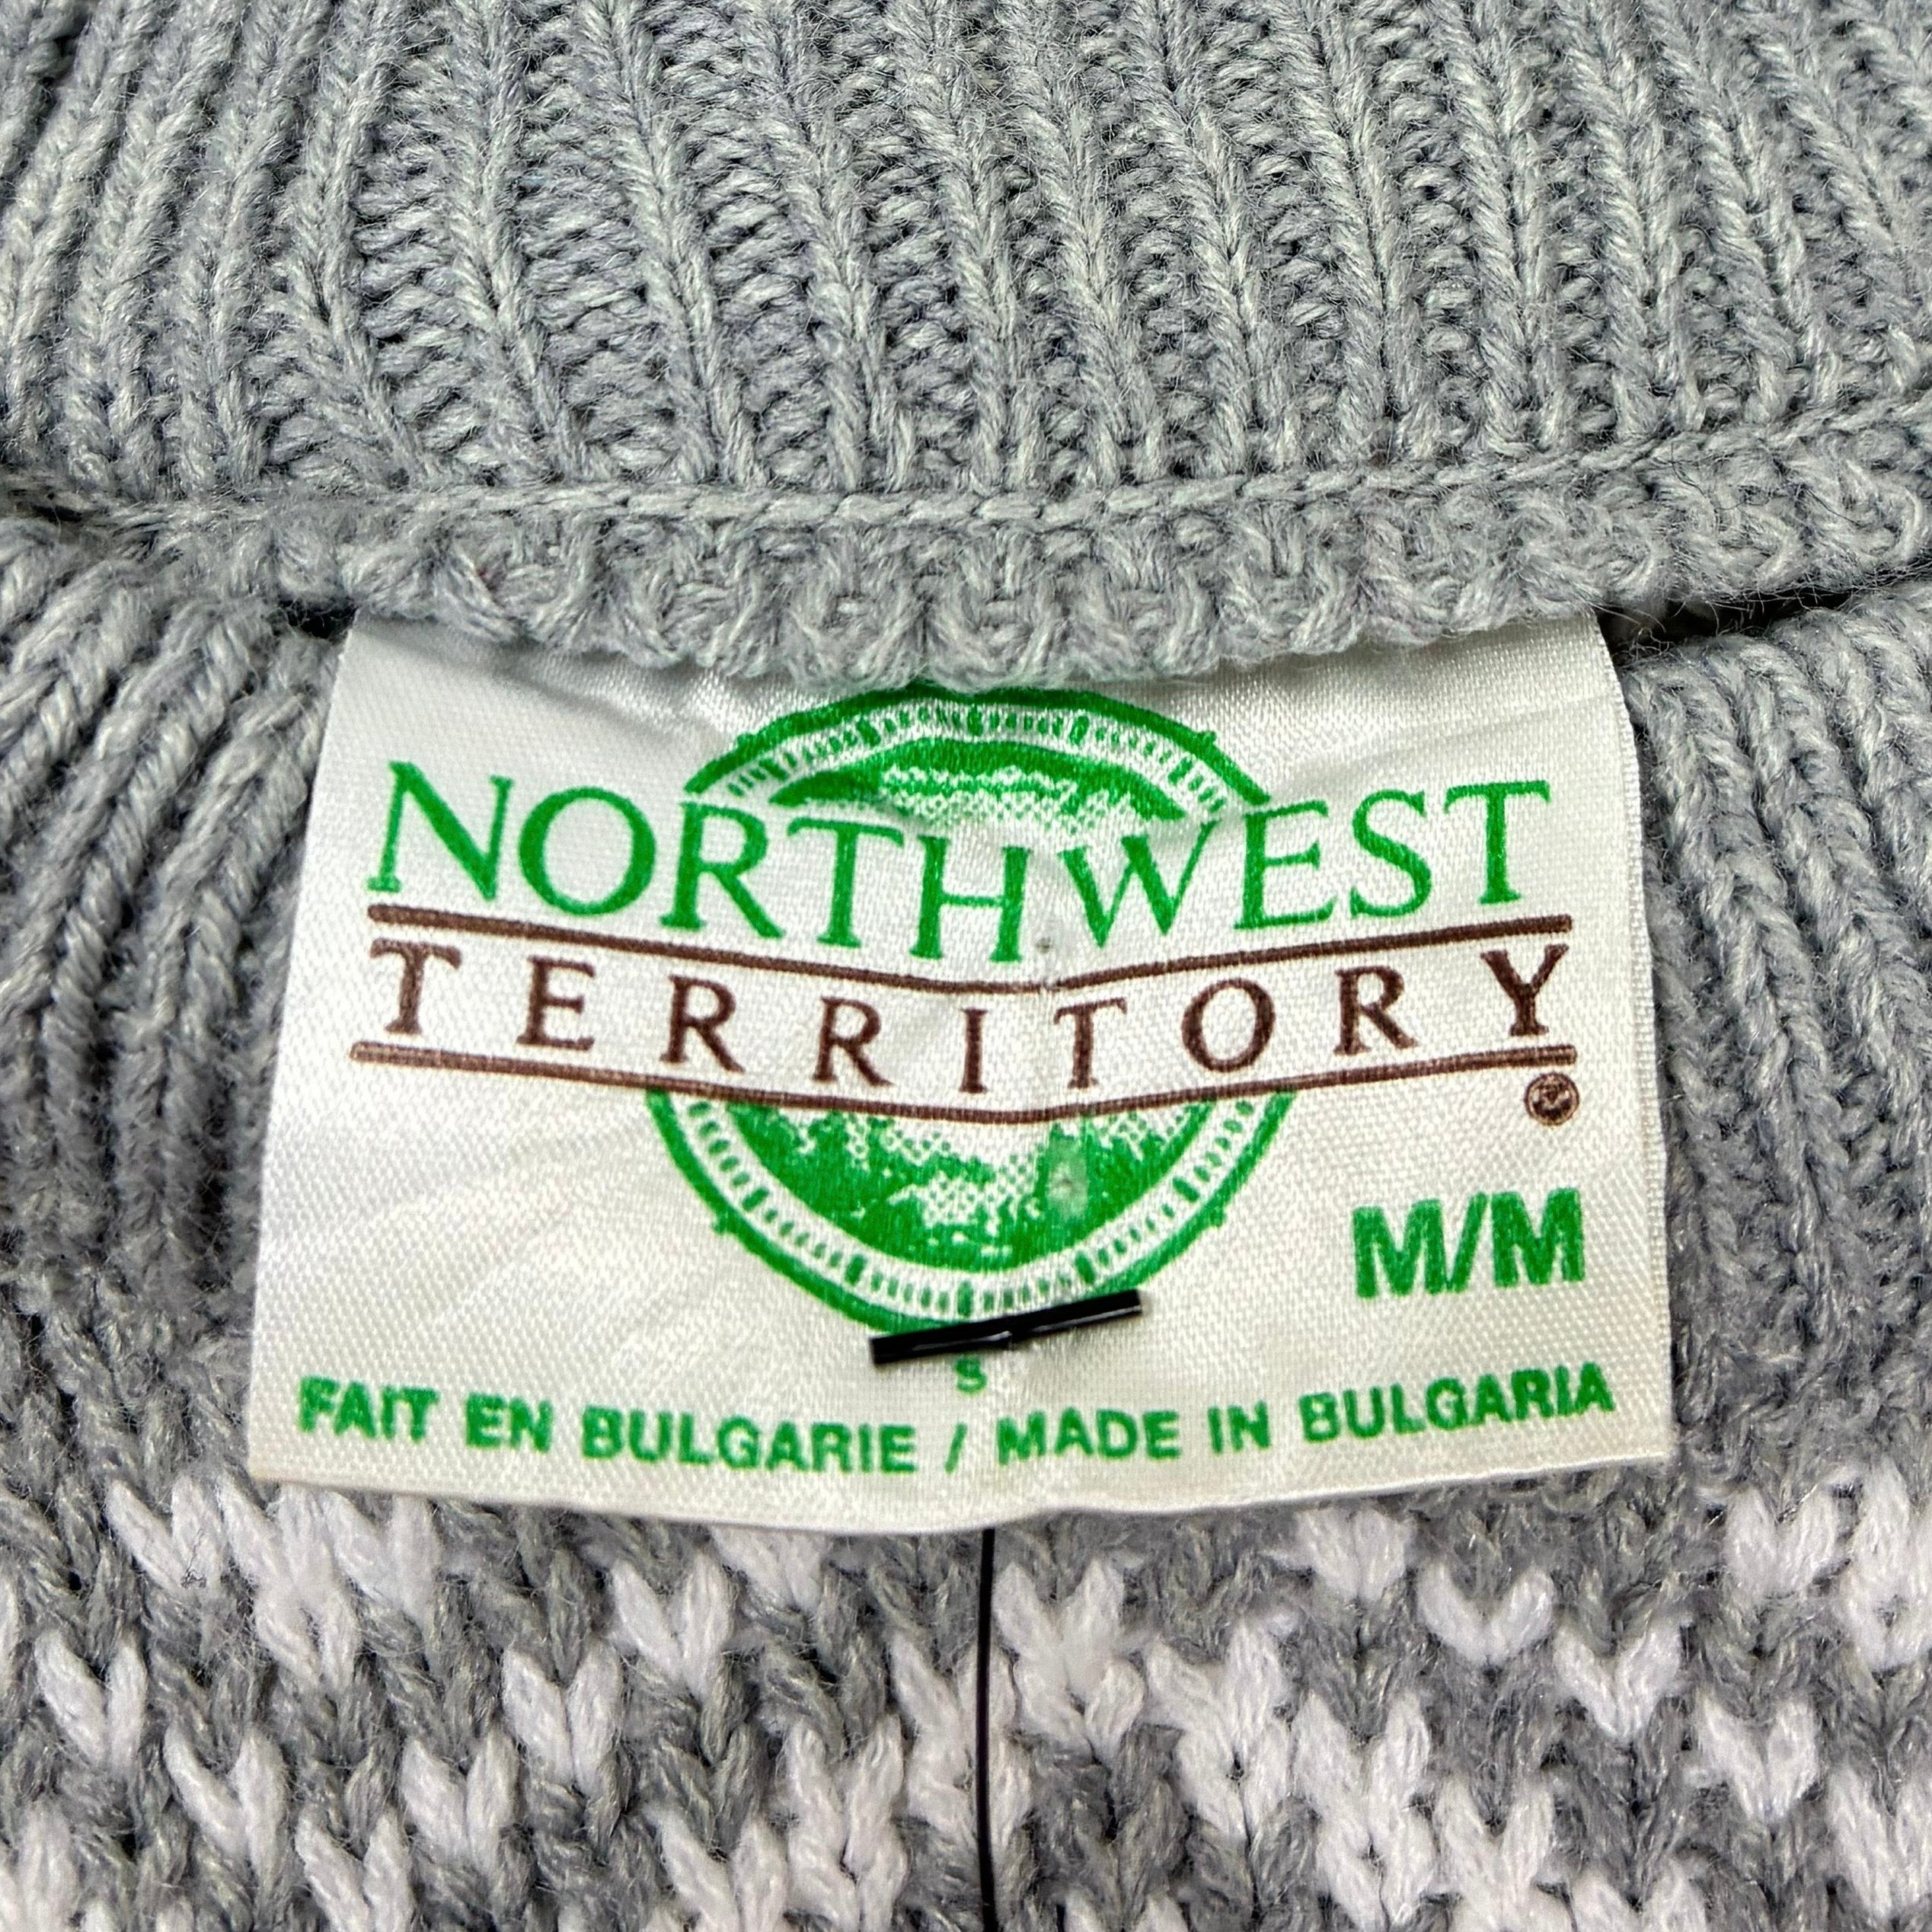 NORTHWEST
TERRITORY
M/M
S
FAIT EN BULGARIE / MADE IN BULGARIA